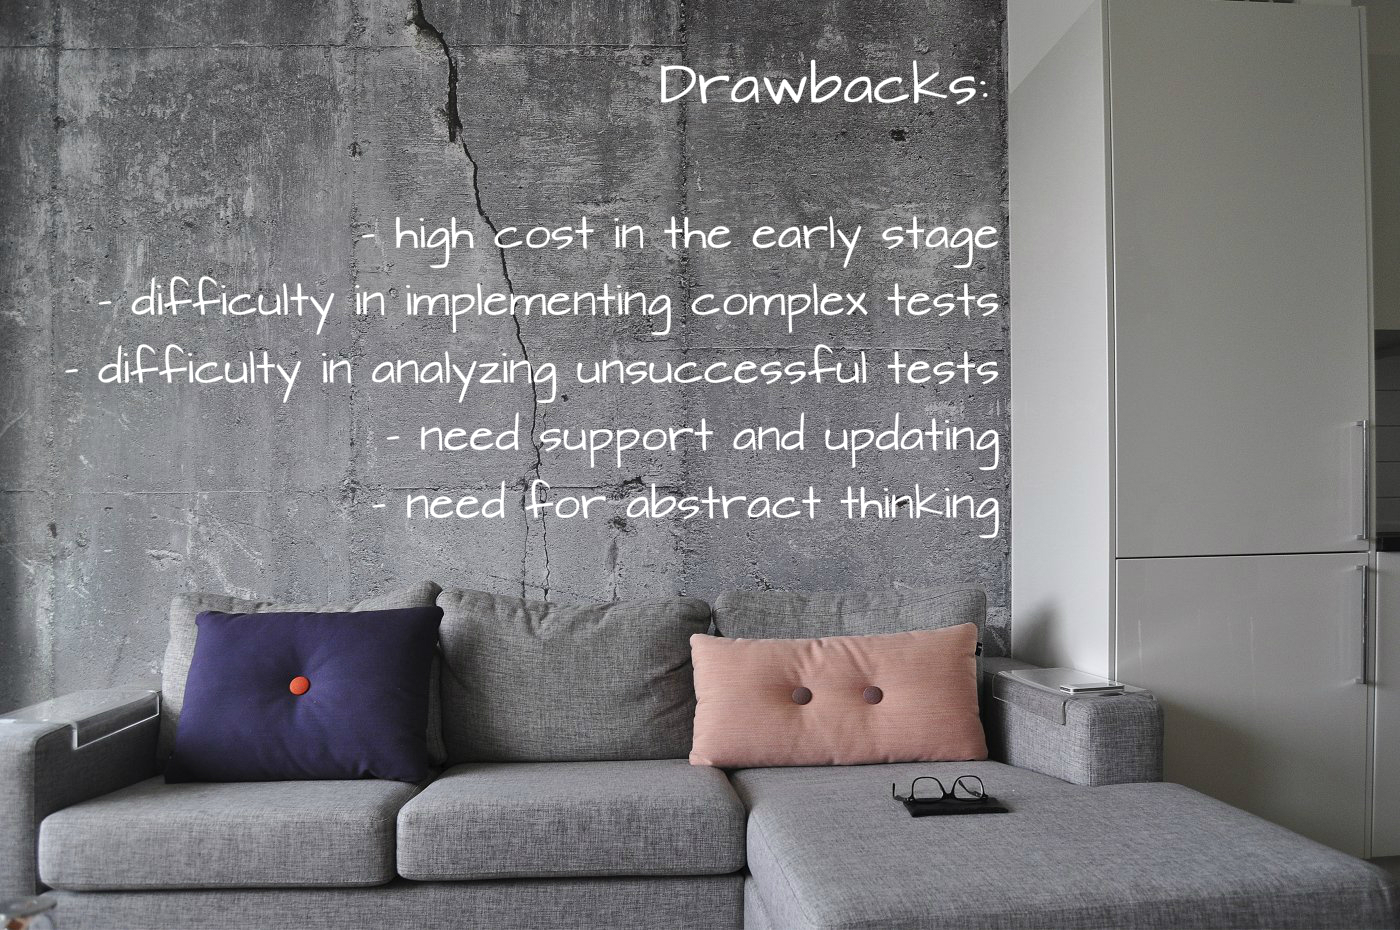 Drawbacks:
- high cost in the early stage
- difficulty in implementing complex tests
- difficulty in analyzing unsuccessful tests
- need support and updating
- need for abstract thinking